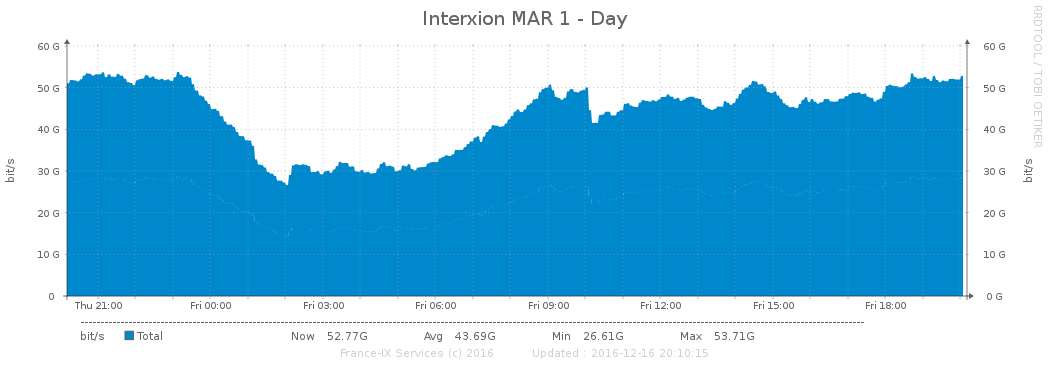 Interxion MAR 1 - Day
RRDTOOL / TOBI OETIKER
60 G 60 G
50 G 50 G
40 G 40 G
30 G 30 G
20 G 20 G
10 G 10 G
0 0 G
bit/s
bit/s
Thu 21:00 Fri 00:00 Fri 03:00 Fri 06:00 Fri 09:00 Fri 12:00 Fri 15:00 Fri 18:00
bit/s Total Now 52.77G Avg 43.69G Min 26.61G Max 53.71G
France-IX Services (c) 2016 Updated : 2016-12-16 20:10:15